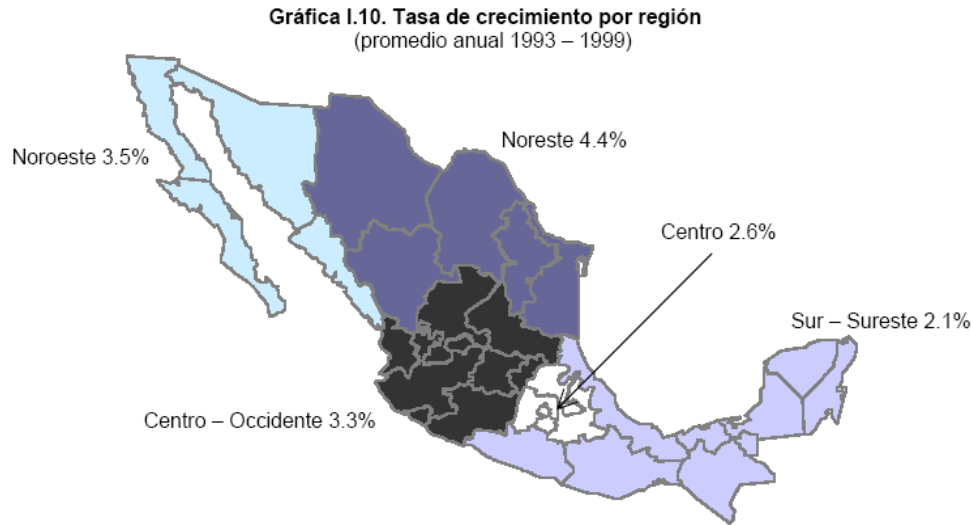 Gráfica I.10. Tasa de crecimiento por región
(promedio anual 1993 – 1999)
Noroeste 3.5%
Noreste 4.4%
Centro 2.6%
Sur – Sureste 2.1%
Centro – Occidente 3.3%